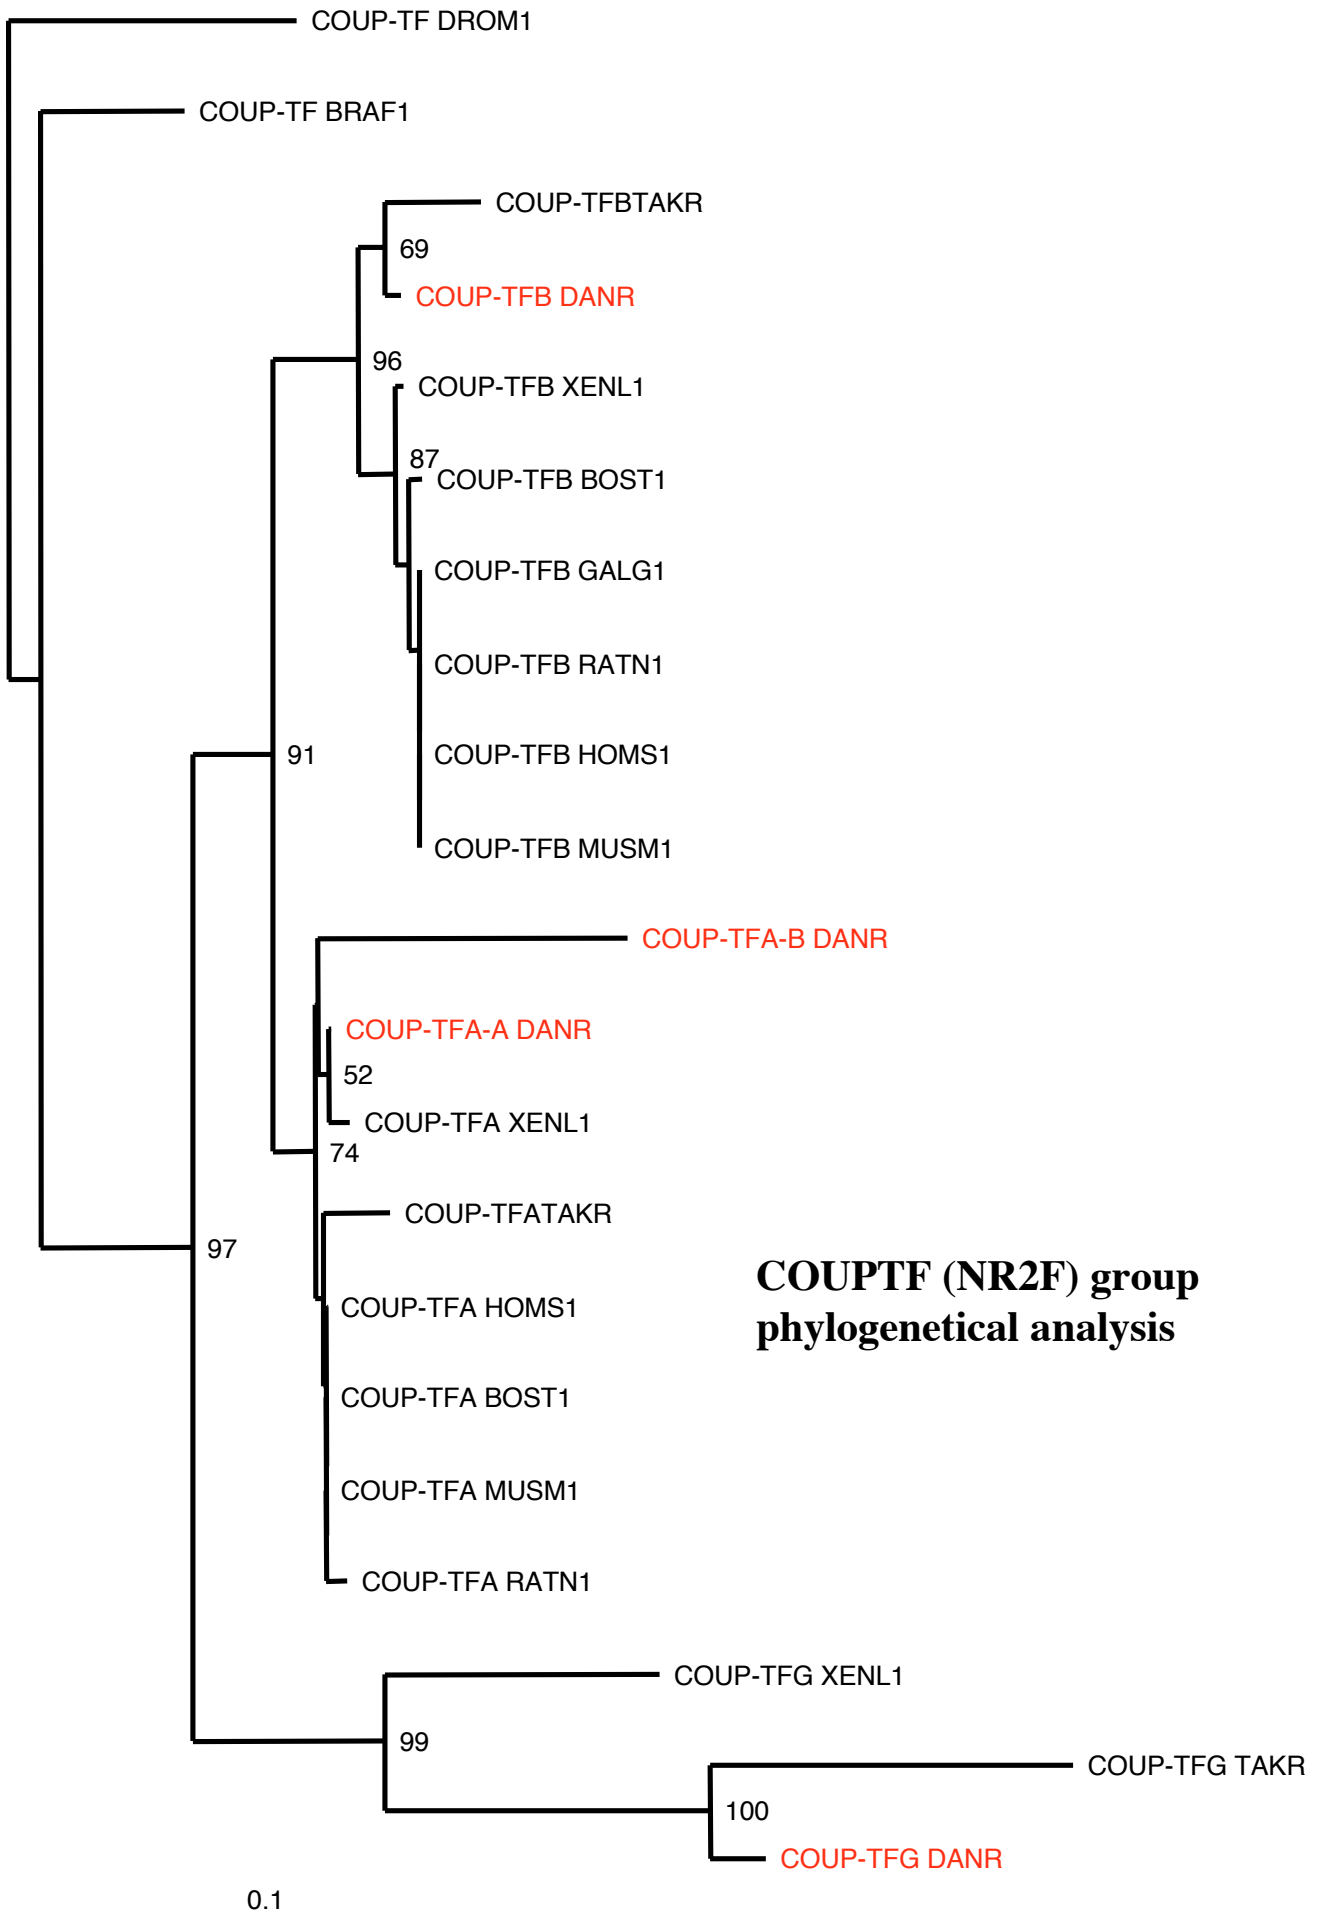 COUP-TF DROM1
COUP-TF BRAF1
COUP-TFBTAKR
69
COUP-TFB DANR
96
COUP-TFB XENL1
87
COUP-TFB BOST1
COUP-TFB GALG1
COUP-TFB RATN1
91
COUP-TFB HOMS1
COUP-TFB MUSM1
COUP-TFA-B DANR
COUP-TFA-A DANR
52
COUP-TFA XENL1
74
COUP-TFATAKR
97
COUPTF (NR2F) group
phylogenetical analysis
COUP-TFA HOMS1
COUP-TFA BOST1
COUP-TFA MUSM1
COUP-TFA RATN1
COUP-TFG XENL1
99
COUP-TFG TAKR
100
COUP-TFG DANR
0.1